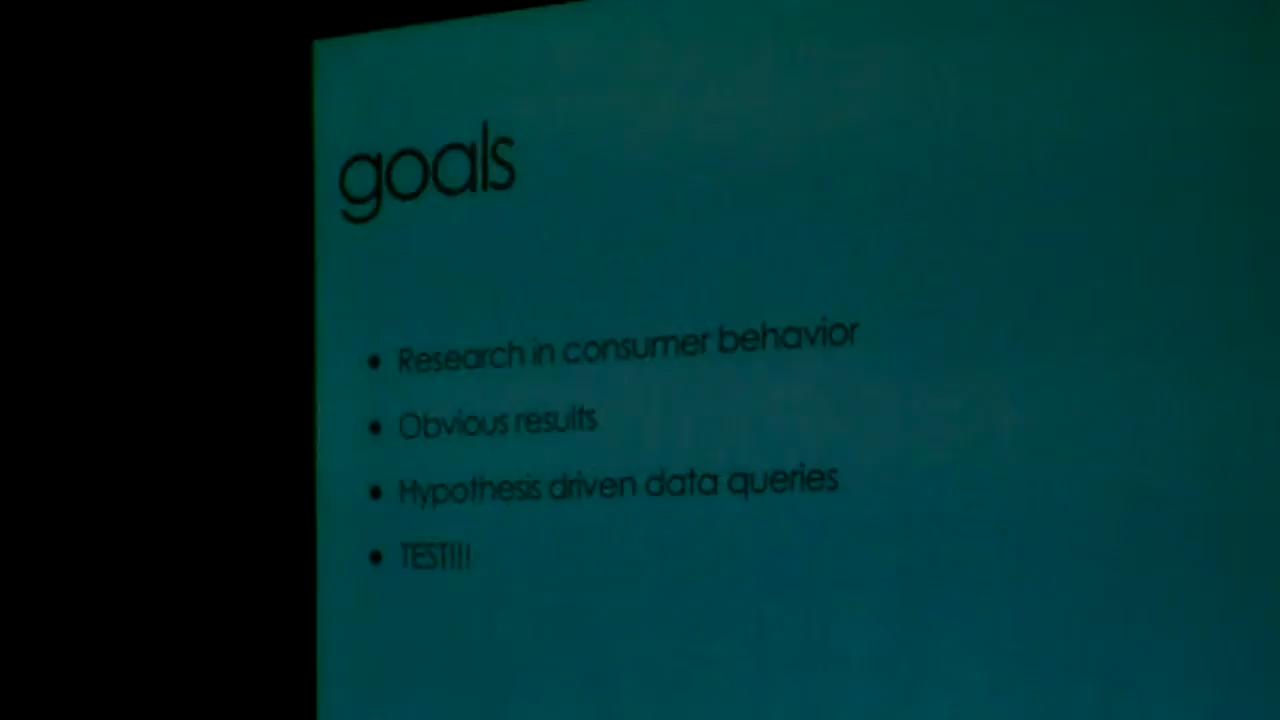 goals
• Research in consumer behavior
• Obvious results
• Hypothesis driven data queries
• TEST!!!